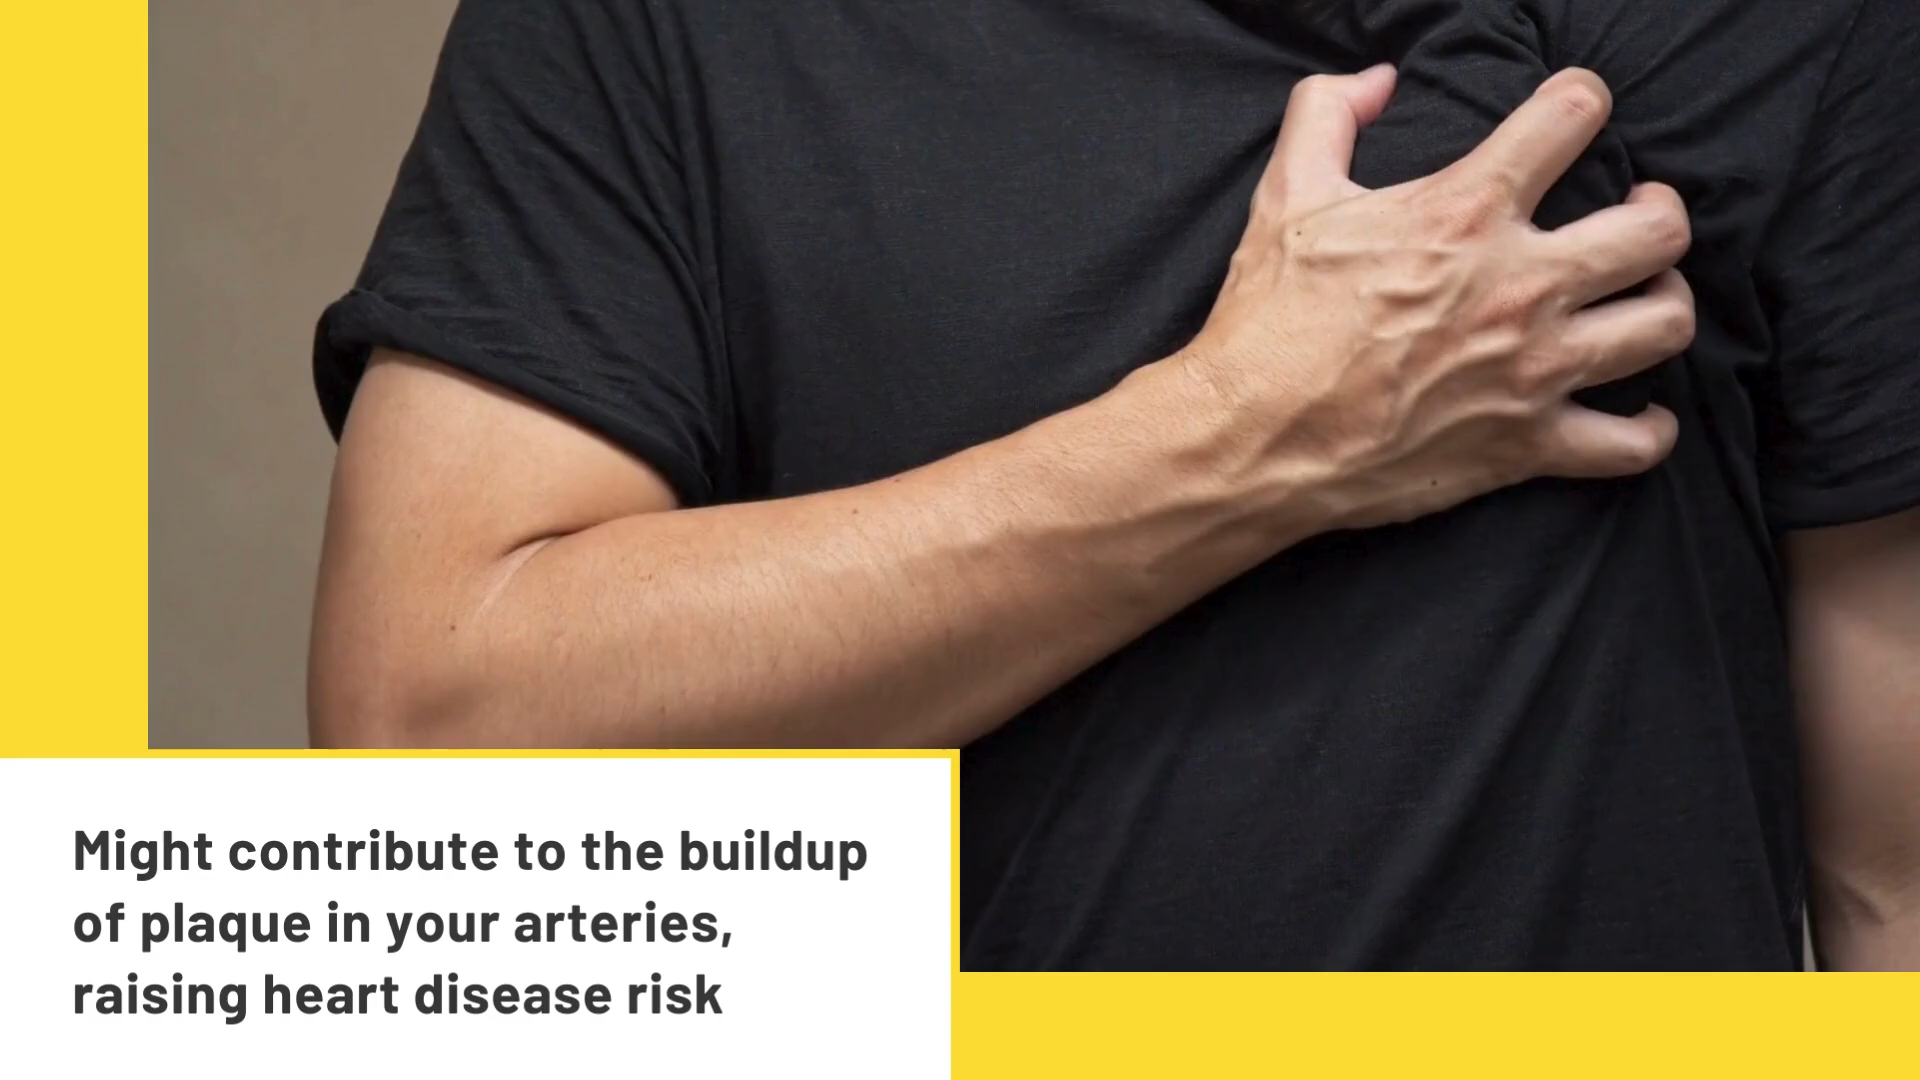 Might contribute to the buildup
of plaque in your arteries,
raising heart disease risk